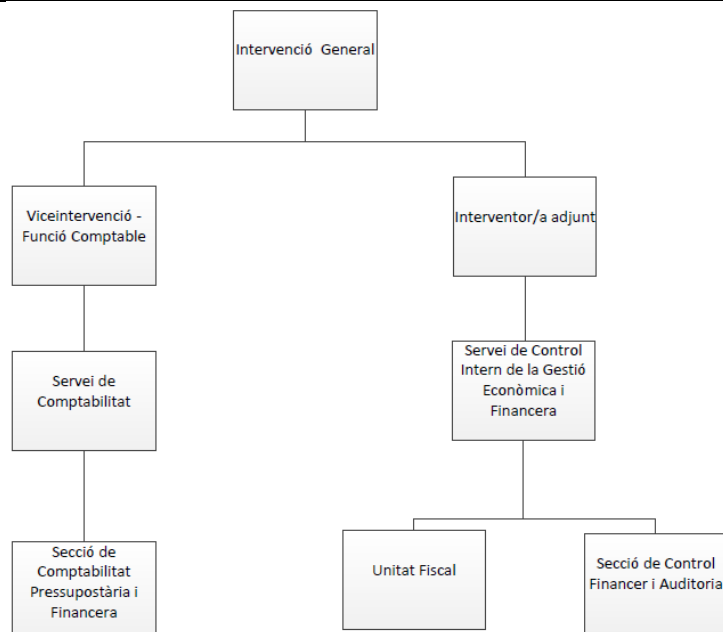 Intervenció General
Viceintervenció -
Funció Comptable
Interventor/a adjunt
Servei de
Comptabilitat
Servei de Control
Intern de la Gestió
Econòmica i
Financera
Secció de
Comptabilitat
Pressupostària i
Financera
Unitat Fiscal
Secció de Control
Financer i Auditoria